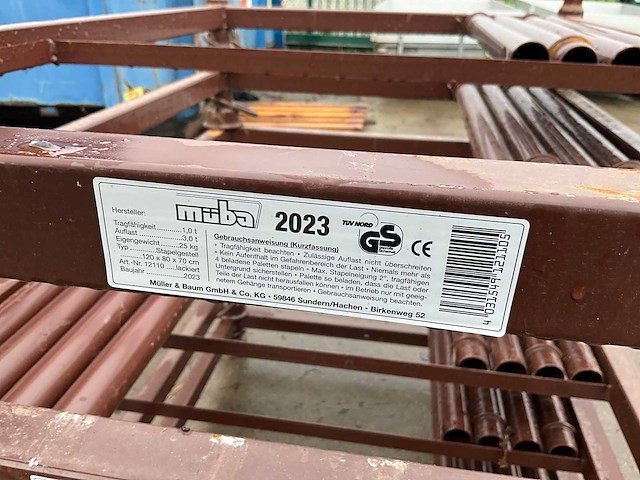 Hersteller:
müba
2023
TÜV NORD
GS
CE
Tragfähigkeit...........1,0 t
Auflast....................3,0 t
Eigengewicht...........25 kg
Typ...............Stapelgestell
120 x 80 x 70 cm
Art.-Nr. 12110......lackiert
Baujahr....................2023
Gebrauchsanweisung (Kurzfassung)
• Tragfähigkeit beachten • Zulässige Auflast nicht überschreiten
• Kein Aufenthalt im Gefahrenbereich der Last • Niemals mehr als
4 beladene Paletten stapeln • Max. Stapelneigung 2°, tragfähigen
Untergrund sicherstellen • Palette so beladen, dass die Last oder
Teile der Last nicht herausfallen können • im Betrieb nur mit geeig-
netem Gehänge transportieren • Gebrauchsanweisung beachten.
Müller & Baum GmbH & Co. KG • 59846 Sundern/Hachen • Birkenweg 52
4 031549 121105